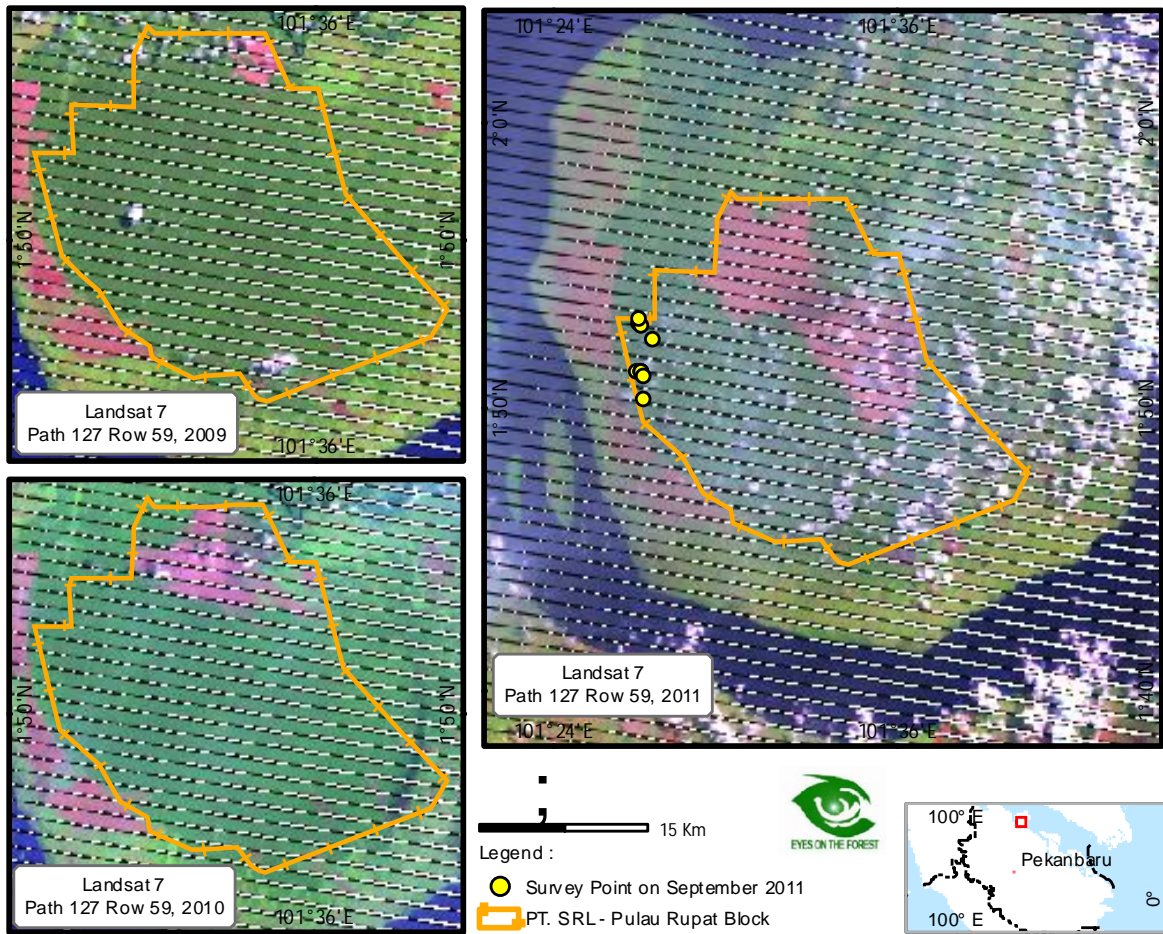 101°36'E
1°50'N
1°50'N
Landsat 7
Path 127 Row 59, 2009
101°36'E
101°24'E
101°36'E
2°0'N
2°0'N
1°50'N
1°50'N
1°40'N
Landsat 7
Path 127 Row 59, 2011
101°24'E
101°36'E
101°36'E
1°50'N
1°50'N
Landsat 7
Path 127 Row 59, 2010
101°36'E
;
15 Km
Legend :
Survey Point on September 2011
PT. SRL - Pulau Rupat Block
EYES ON THE FOREST
100° E
Pekanbaru
0°
100° E